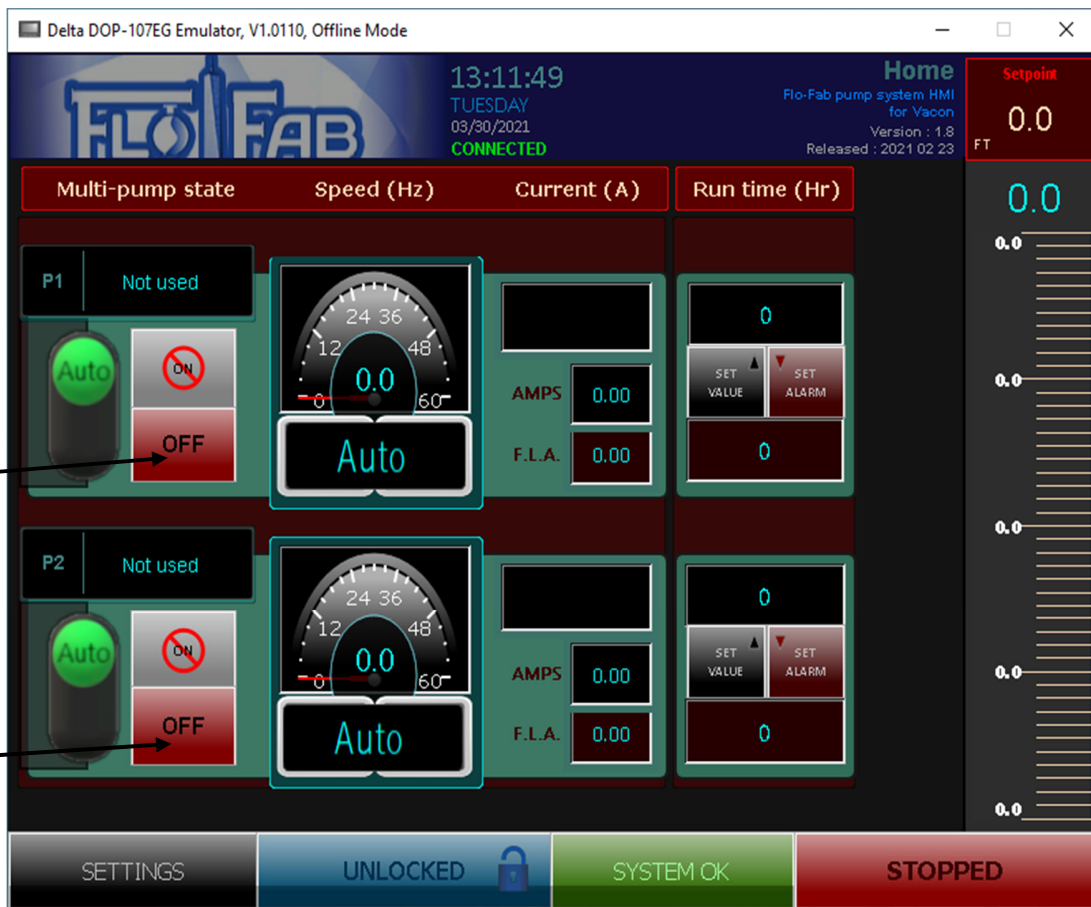 Delta DOP-107EG Emulator, V1.0110, Offline Mode
FLO FAB
13:11:49
TUESDAY
03/30/2021
CONNECTED
Home
Flo-Fab pump system HMI
for Vacon
Version : 1.8
Released : 2021 02 23
Setpoint
0.0
FT
Multi-pump state Speed (Hz) Current (A) Run time (Hr)
0.0
0.0
P1 Not used
Auto
ON
OFF
0 12 24 36 48 60
0.0
Auto
AMPS 0.00
F.L.A. 0.00
0
SET VALUE
SET ALARM
0
0.0
0.0
P2 Not used
Auto
ON
OFF
0 12 24 36 48 60
0.0
Auto
AMPS 0.00
F.L.A. 0.00
0
SET VALUE
SET ALARM
0
0.0
0.0
SETTINGS UNLOCKED SYSTEM OK STOPPED